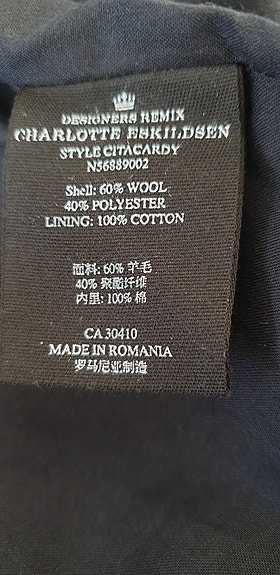 DESIGNERS REMIX
CHARLOTTE ESKILDSEN
STYLE CITACARDY
N56889002
Shell: 60% WOOL
40% POLYESTER
LINING: 100% COTTON
面料: 60% 羊毛
40% 聚酯纤维
内里: 100% 棉
CA 30410
MADE IN ROMANIA
罗马尼亚制造